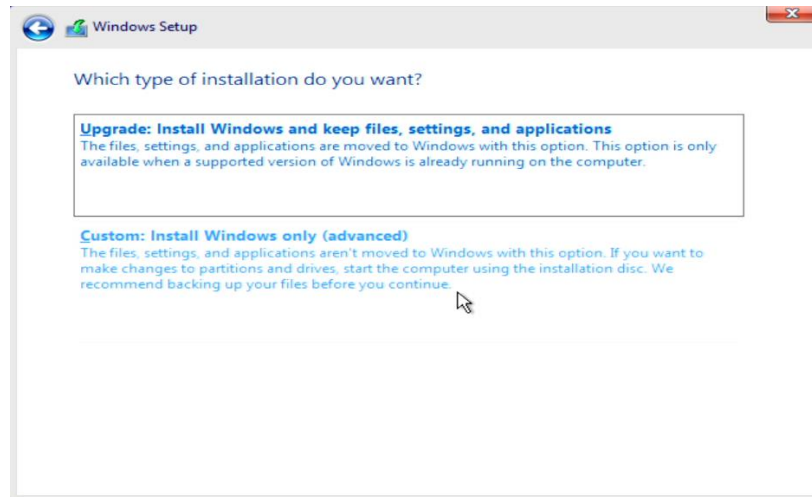 Windows Setup
Which type of installation do you want?
Upgrade: Install Windows and keep files, settings, and applications
The files, settings, and applications are moved to Windows with this option. This option is only
available when a supported version of Windows is already running on the computer.
Custom: Install Windows only (advanced)
The files, settings, and applications aren't moved to Windows with this option. If you want to
make changes to partitions and drives, start the computer using the installation disc. We
recommend backing up your files before you continue.